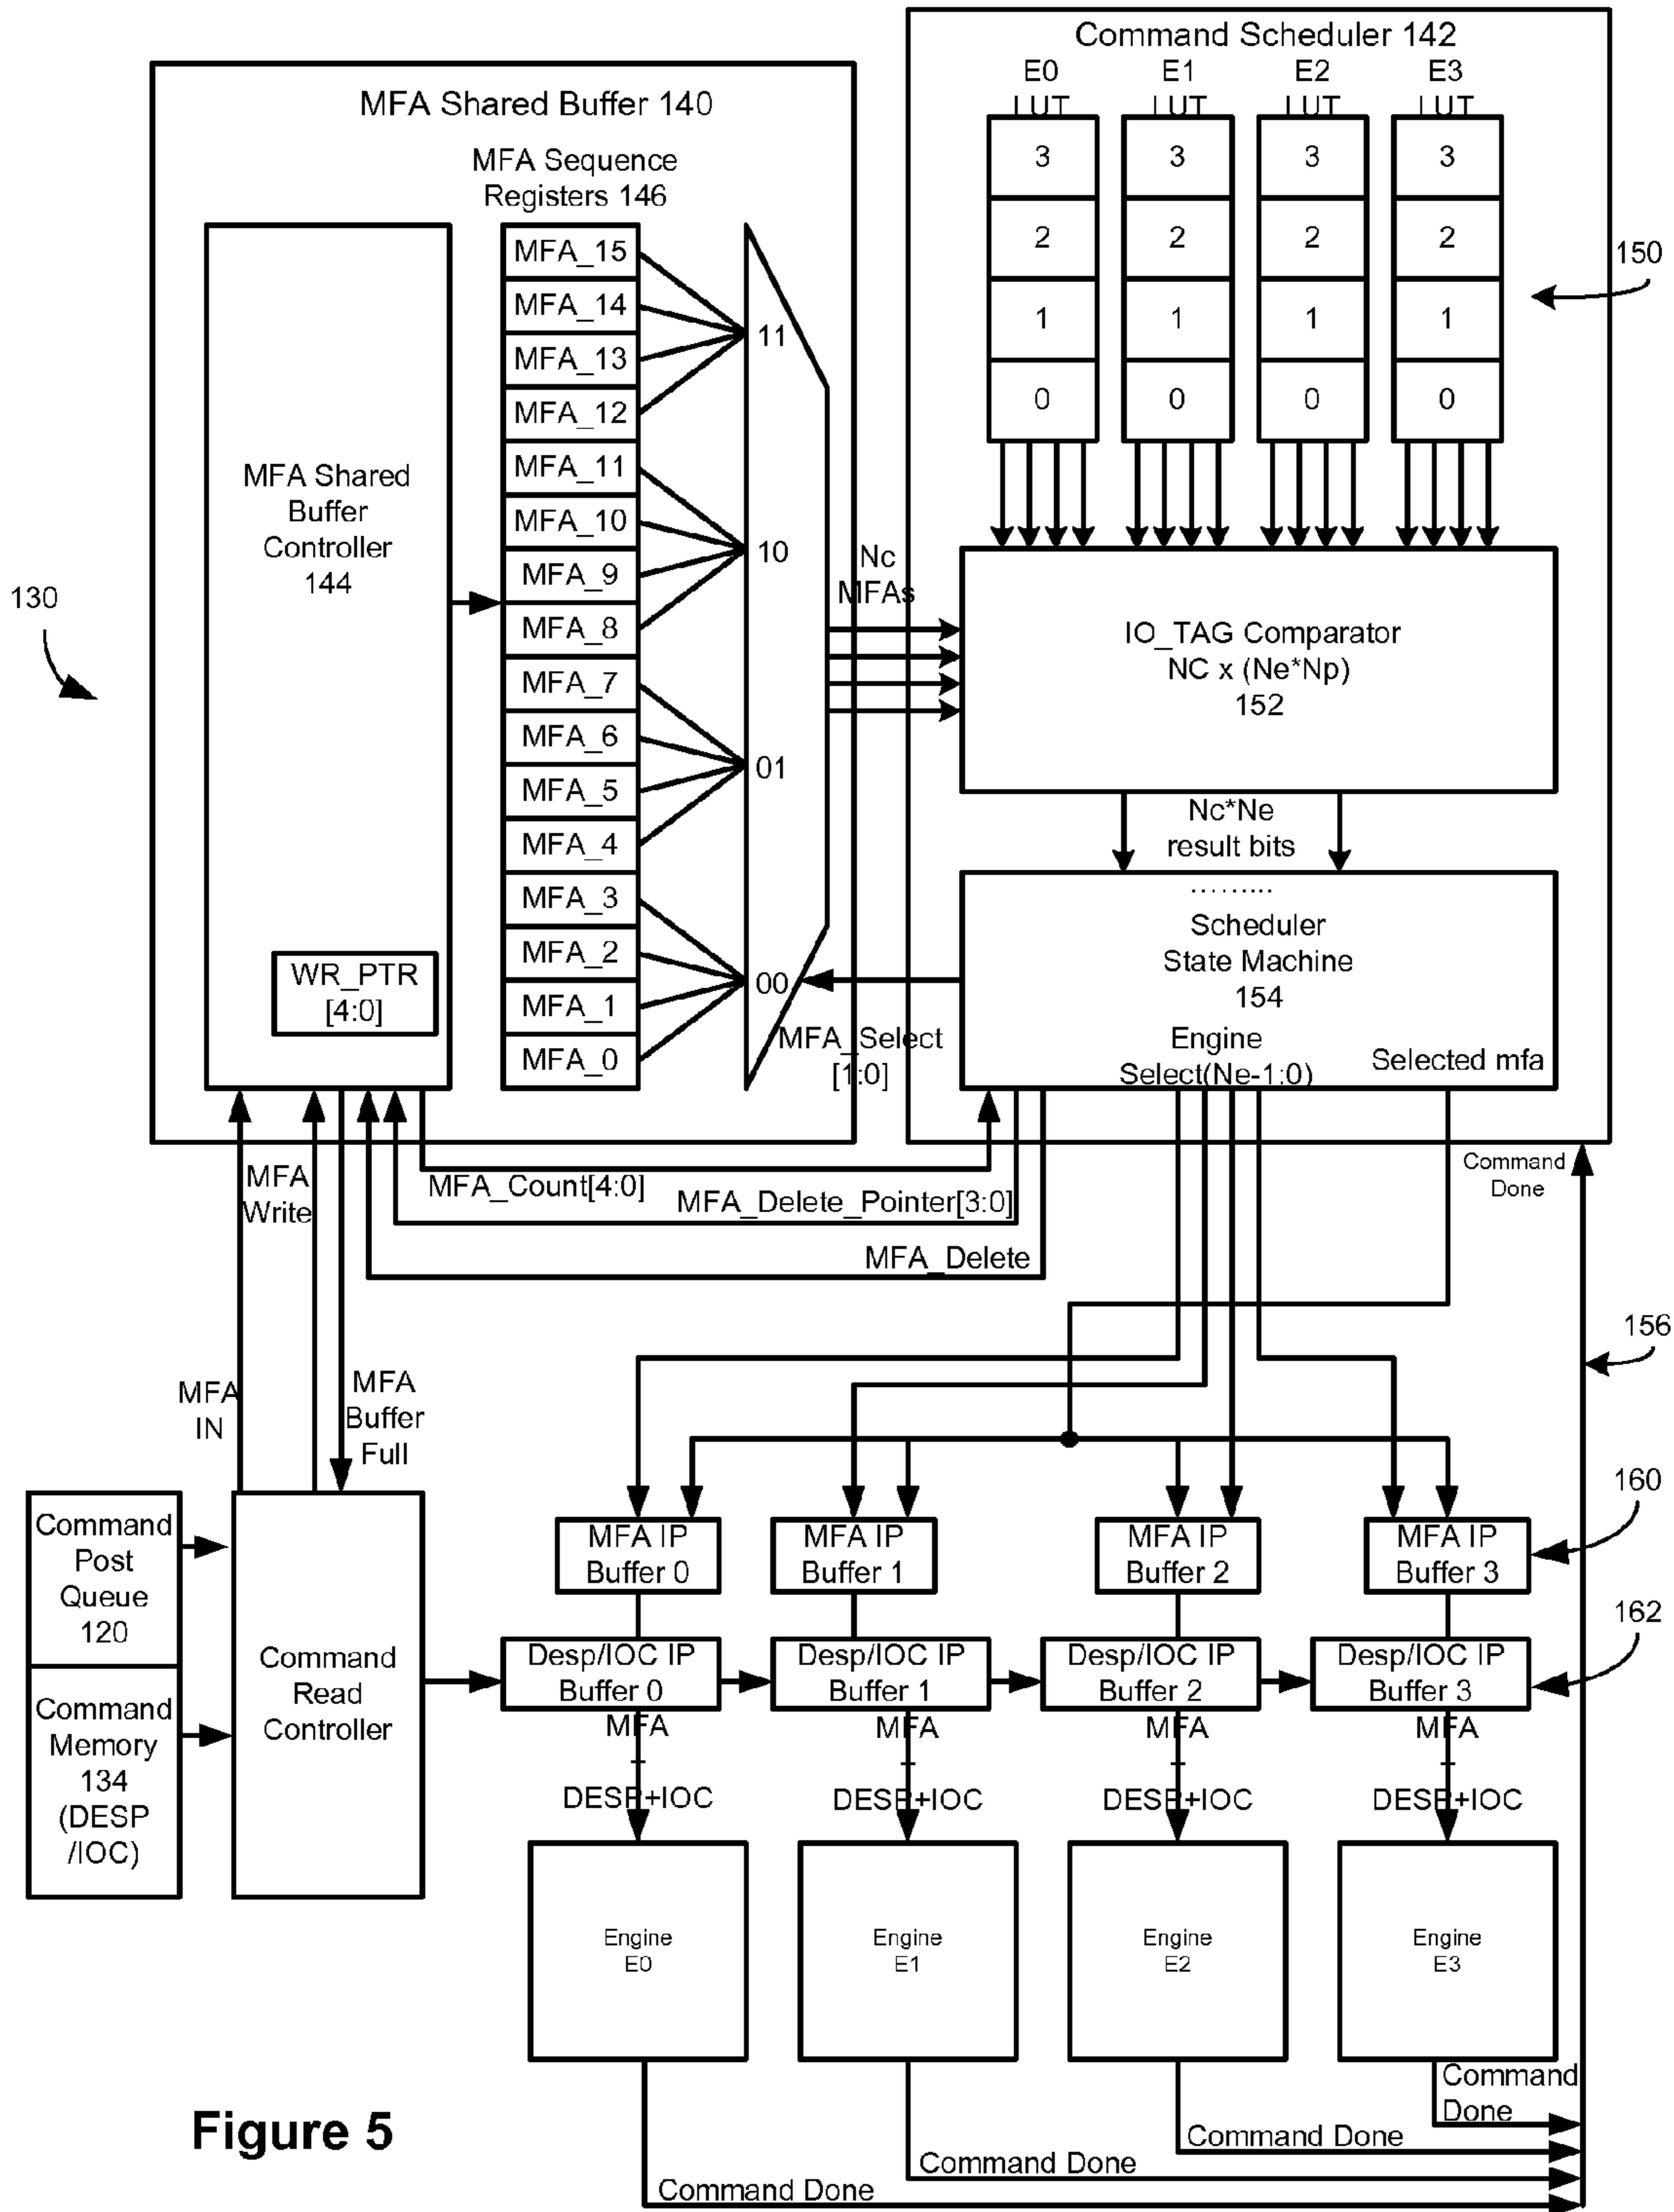 Command Scheduler 142
E0
LUT
3
2
1
0
E1
LUT
3
2
1
0
E2
LUT
3
2
1
0
E3
LUT
3
2
1
0
150
MFA Shared Buffer 140
MFA Sequence
Registers 146
MFA Shared
Buffer
Controller
144
WR_PTR
[4:0]
MFA_15
MFA_14
MFA_13
MFA_12
MFA_11
MFA_10
MFA_9
MFA_8
MFA_7
MFA_6
MFA_5
MFA_4
MFA_3
MFA_2
MFA_1
MFA_0
11
10
01
00
130
Nc
MFAs
IO_TAG Comparator
NC x (Ne*Np)
152
Nc*Ne
result bits
.........
Scheduler
State Machine
154
Engine
Select(Ne-1:0)
Selected mfa
MFA_Select
[1:0]
MFA
Write
MFA_Count[4:0]
MFA_Delete_Pointer[3:0]
MFA_Delete
Command
Done
156
MFA
IN
MFA
Buffer
Full
Command
Post
Queue
120
Command
Memory
134
(DESP
/IOC)
Command
Read
Controller
MFA IP
Buffer 0
MFA IP
Buffer 1
MFA IP
Buffer 2
MFA IP
Buffer 3
160
Desp/IOC IP
Buffer 0
Desp/IOC IP
Buffer 1
Desp/IOC IP
Buffer 2
Desp/IOC IP
Buffer 3
162
MFA
+
DESP+IOC
MFA
+
DESP+IOC
MFA
+
DESP+IOC
MFA
+
DESP+IOC
Engine
E0
Engine
E1
Engine
E2
Engine
E3
Command
Done
Command Done
Command Done
Command Done
Figure 5